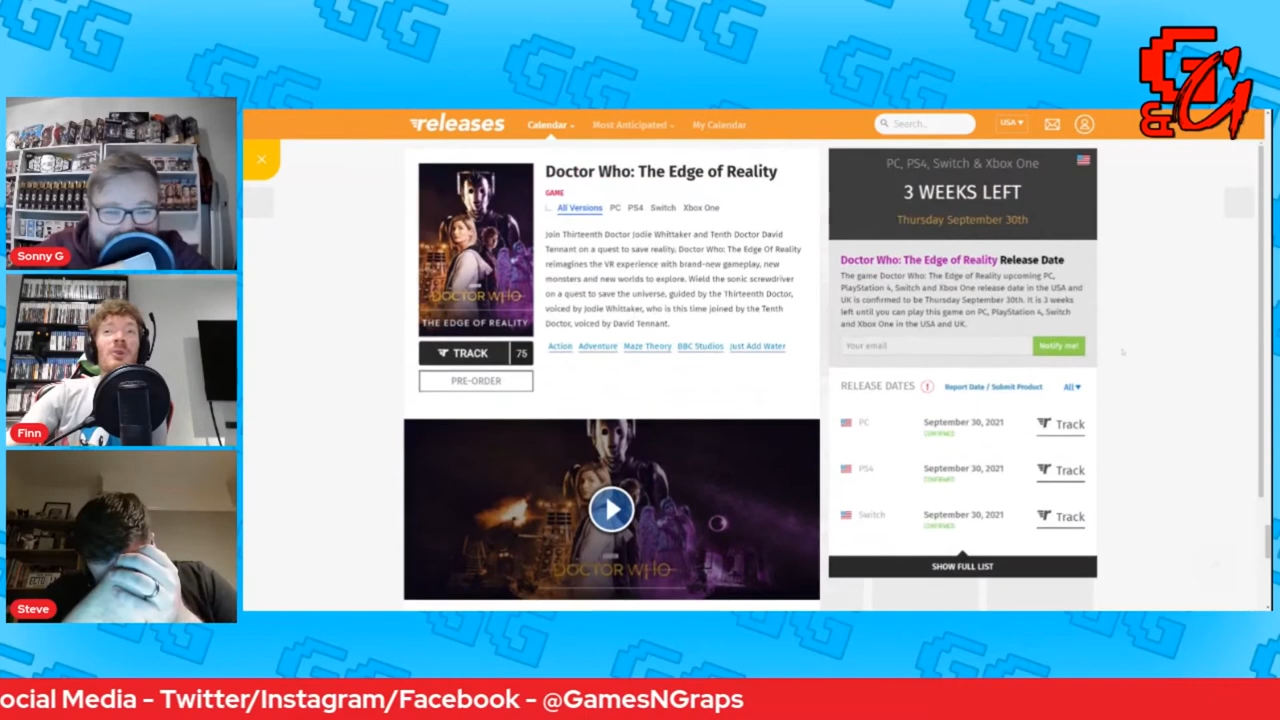 G
& G
Sonny G
Finn
Steve
releases
Calendar
Most Anticipated
My Calendar
Search...
USA
DOCTOR WHO
THE EDGE OF REALITY
TRACK 75
PRE-ORDER
Doctor Who: The Edge of Reality
GAME
All Versions PC PS4 Switch Xbox One
Join Thirteenth Doctor Jodie Whittaker and Tenth Doctor David
Tennant on a quest to save reality. Doctor Who: The Edge Of Reality
reimagines the VR experience with brand-new gameplay, new
monsters and new worlds to explore. Wield the sonic screwdriver
on a quest to save the universe, guided by the Thirteenth Doctor,
voiced by Jodie Whittaker, who is this time joined by the Tenth
Doctor, voiced by David Tennant.
Action Adventure Maze Theory BBC Studios Just Add Water
DOCTOR WHO
PC, PS4, Switch & Xbox One
3 WEEKS LEFT
Thursday September 30th
Doctor Who: The Edge of Reality Release Date
The game Doctor Who: The Edge of Reality upcoming PC,
PlayStation 4, Switch and Xbox One release date in the USA and
UK is confirmed to be Thursday September 30th. It is 3 weeks
left until you can play this game on PC, PlayStation 4, Switch
and Xbox One in the USA and UK.
Your email Notify me!
RELEASE DATES Report Date / Submit Product All
PC September 30, 2021 Track
CONFIRMED
PS4 September 30, 2021 Track
CONFIRMED
Switch September 30, 2021 Track
CONFIRMED
SHOW FULL LIST
ocial Media - Twitter/Instagram/Facebook - @GamesNGraps